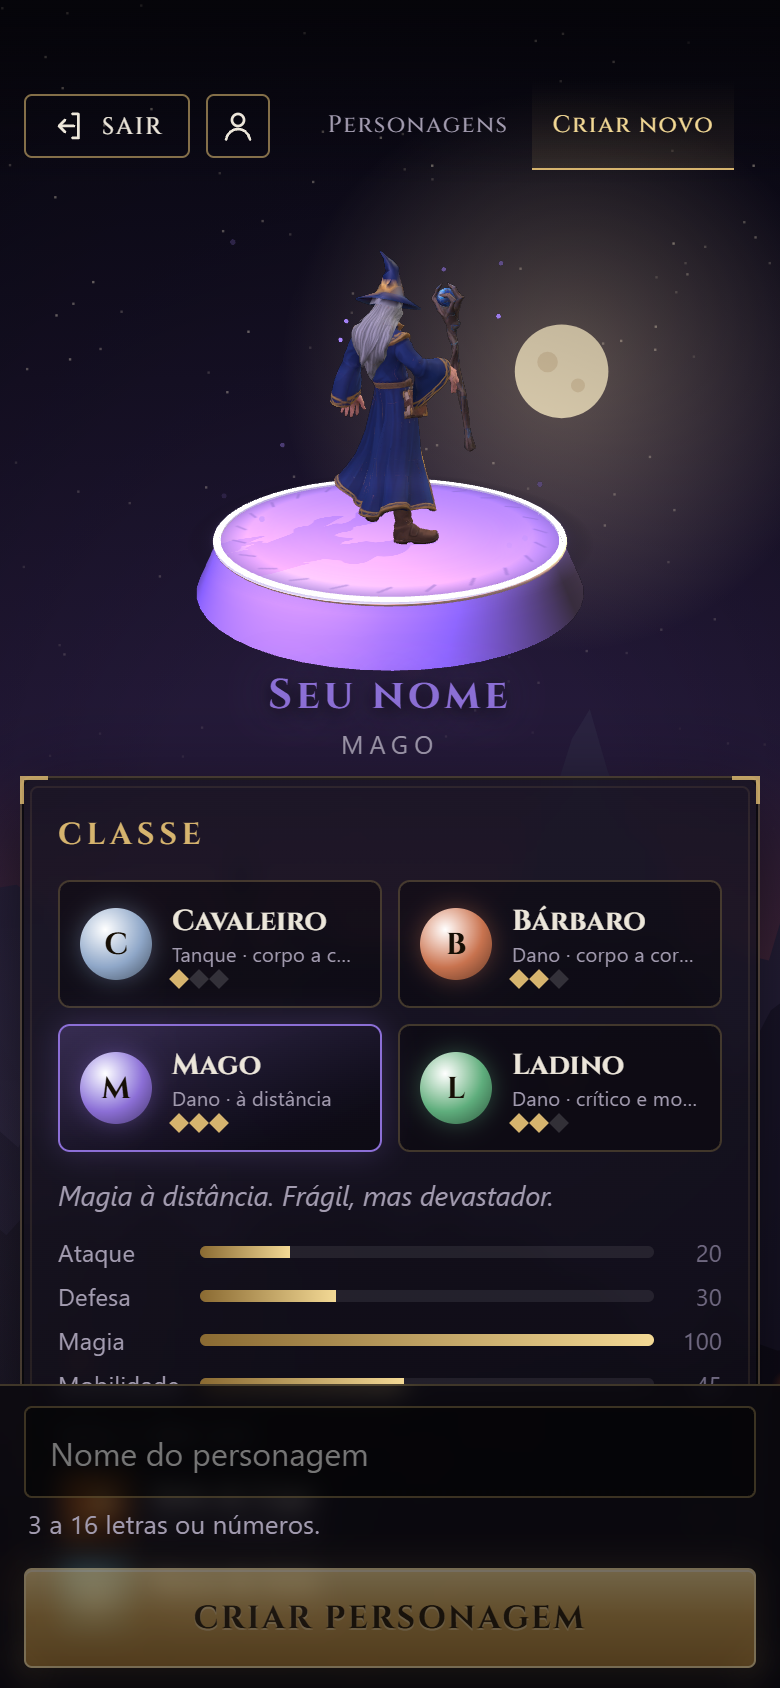 SAIR
Personagens
Criar novo
Seu nome
MAGO
CLASSE
C
Cavaleiro
Tanque · corpo a c...
B
Bárbaro
Dano · corpo a cor...
M
Mago
Dano · à distância
L
Ladino
Dano · crítico e mo...
Magia à distância. Frágil, mas devastador.
Ataque 20
Defesa 30
Magia 100
Mobilidade 45
Nome do personagem
3 a 16 letras ou números.
CRIAR PERSONAGEM